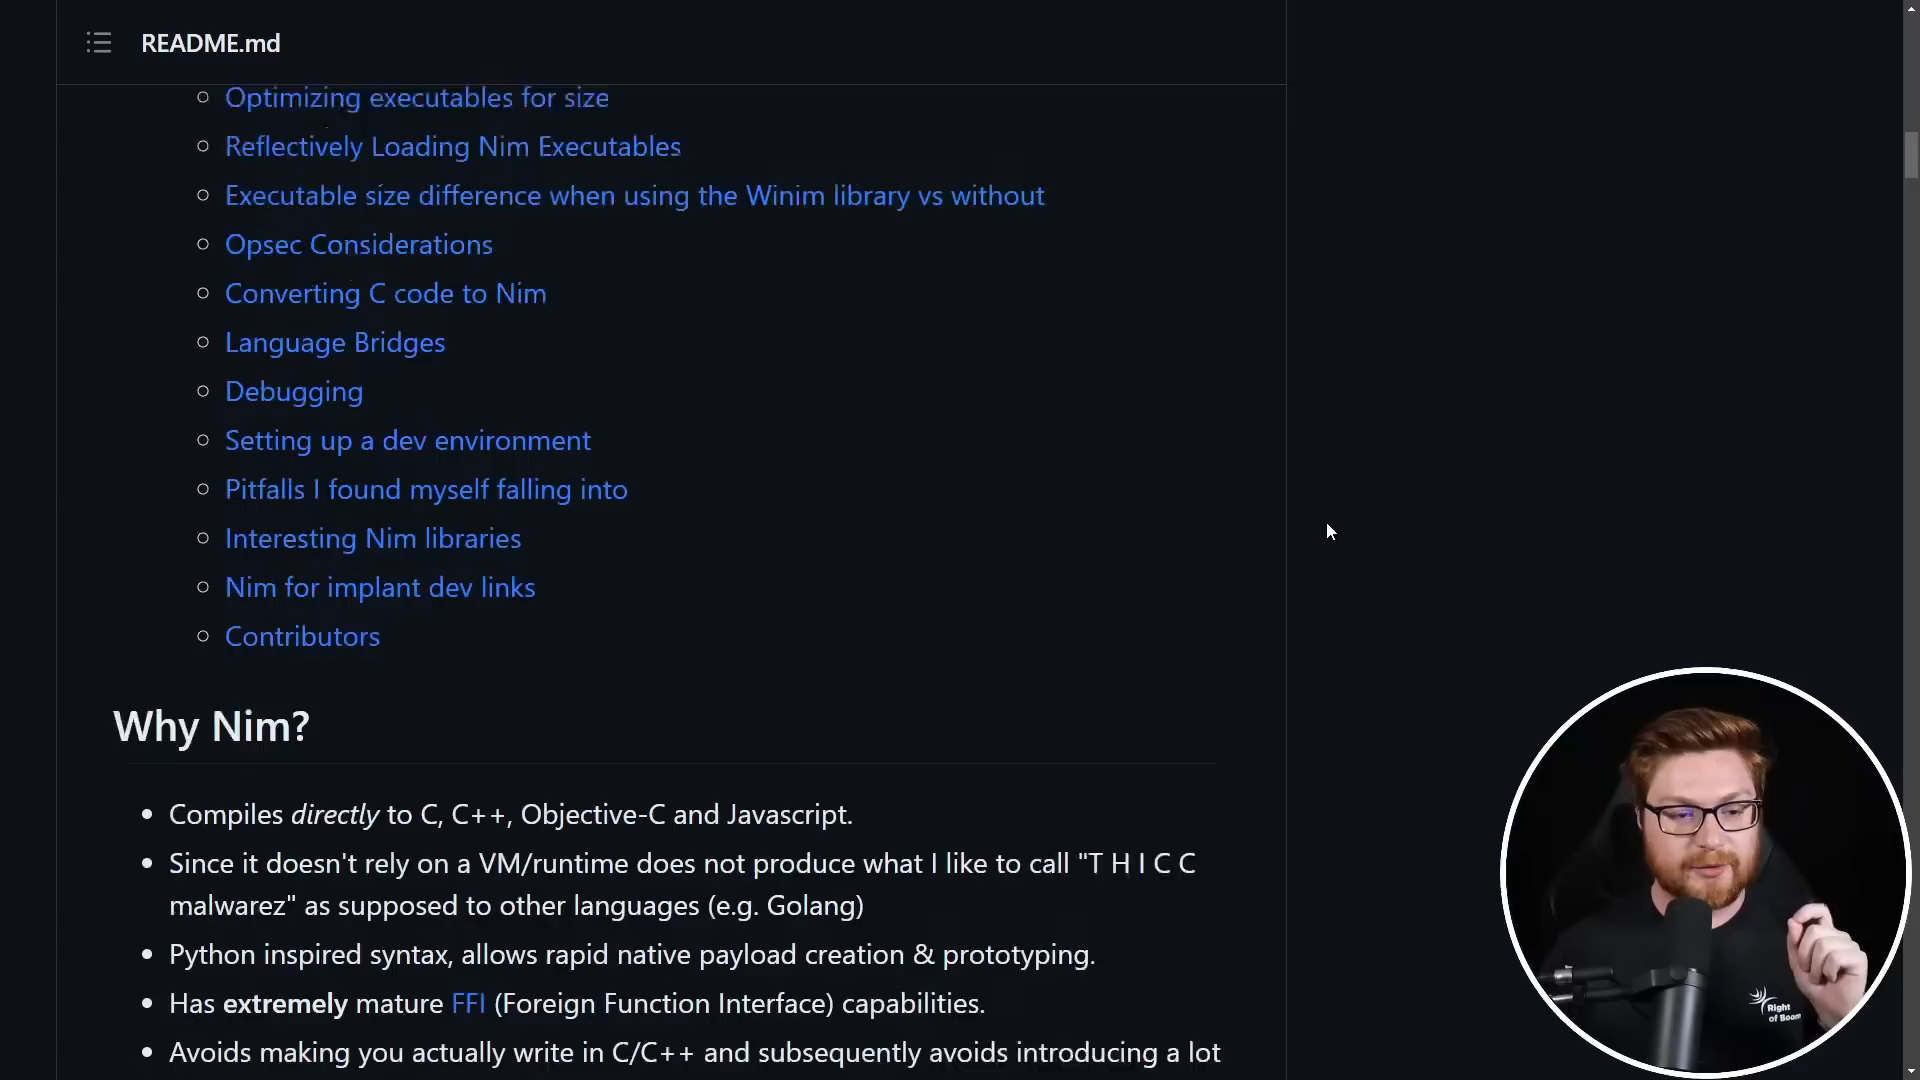 README.md
Optimizing executables for size
Reflectively Loading Nim Executables
Executable size difference when using the Winim library vs without
Opsec Considerations
Converting C code to Nim
Language Bridges
Debugging
Setting up a dev environment
Pitfalls I found myself falling into
Interesting Nim libraries
Nim for implant dev links
Contributors
Why Nim?
Compiles directly to C, C++, Objective-C and Javascript.
Since it doesn't rely on a VM/runtime does not produce what I like to call "T H I C C
malwarez" as supposed to other languages (e.g. Golang)
Python inspired syntax, allows rapid native payload creation & prototyping.
Has extremely mature FFI (Foreign Function Interface) capabilities.
Avoids making you actually write in C/C++ and subsequently avoids introducing a lot
Right
of Boom